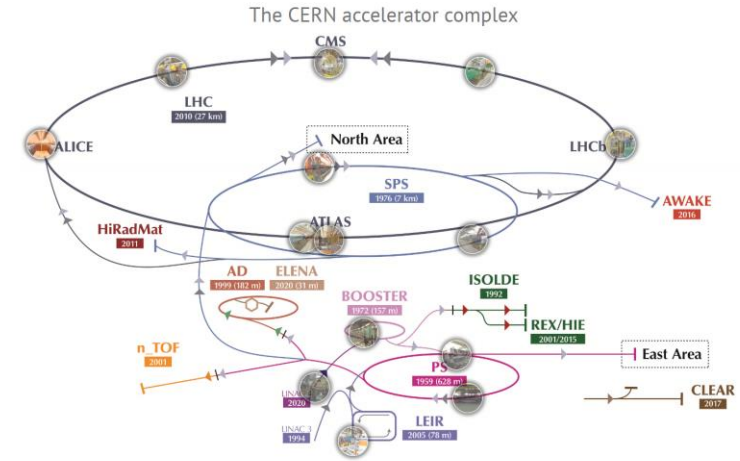 The CERN accelerator complex
CMS
LHC
2010 (27 km)
North Area
ALICE
LHCb
SPS
1976 (7 km)
AWAKE
2016
ATLAS
HiRadMat
2011
AD
1999 (182 m)
ELENA
2020 (31 m)
ISOLDE
1992
BOOSTER
1972 (157 m)
REX/HIE
2001/2015
n_TOF
2001
East Area
PS
1959 (628 m)
CLEAR
2017
2020
LINAC 3
1994
LEIR
2005 (78 m)